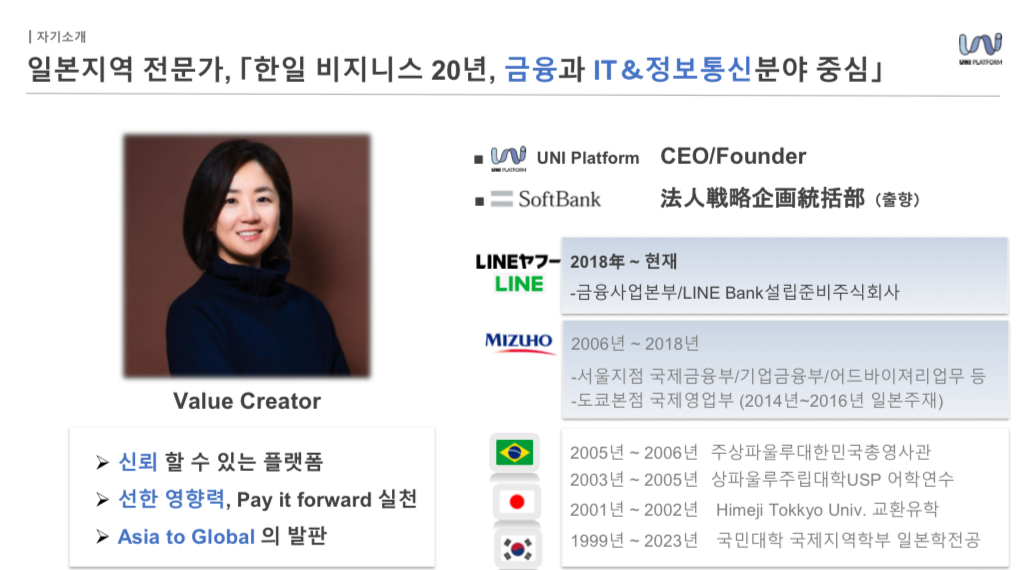 | 자기소개
일본지역 전문가, 「한일 비지니스 20년, 금융과 IT&정보통신분야 중심」
UNI
UNI PLATFORM
Value Creator
➢ 신뢰 할 수 있는 플랫폼
➢ 선한 영향력, Pay it forward 실천
➢ Asia to Global 의 발판
■ UNI UNI PLATFORM UNI Platform CEO/Founder
■ SoftBank 法人戦略企画統括部 (출향)
LINEヤフー
LINE
2018年 ~ 현재
-금융사업본부/LINE Bank설립준비주식회사
MIZUHO
2006년 ~ 2018년
-서울지점 국제금융부/기업금융부/어드바이져리업무 등
-도쿄본점 국제영업부 (2014년~2016년 일본주재)
2005년 ~ 2006년 주상파울루대한민국총영사관
2003년 ~ 2005년 상파울루주립대학USP 어학연수
2001년 ~ 2002년 Himeji Tokkyo Univ. 교환유학
1999년 ~ 2023년 국민대학 국제지역학부 일본학전공